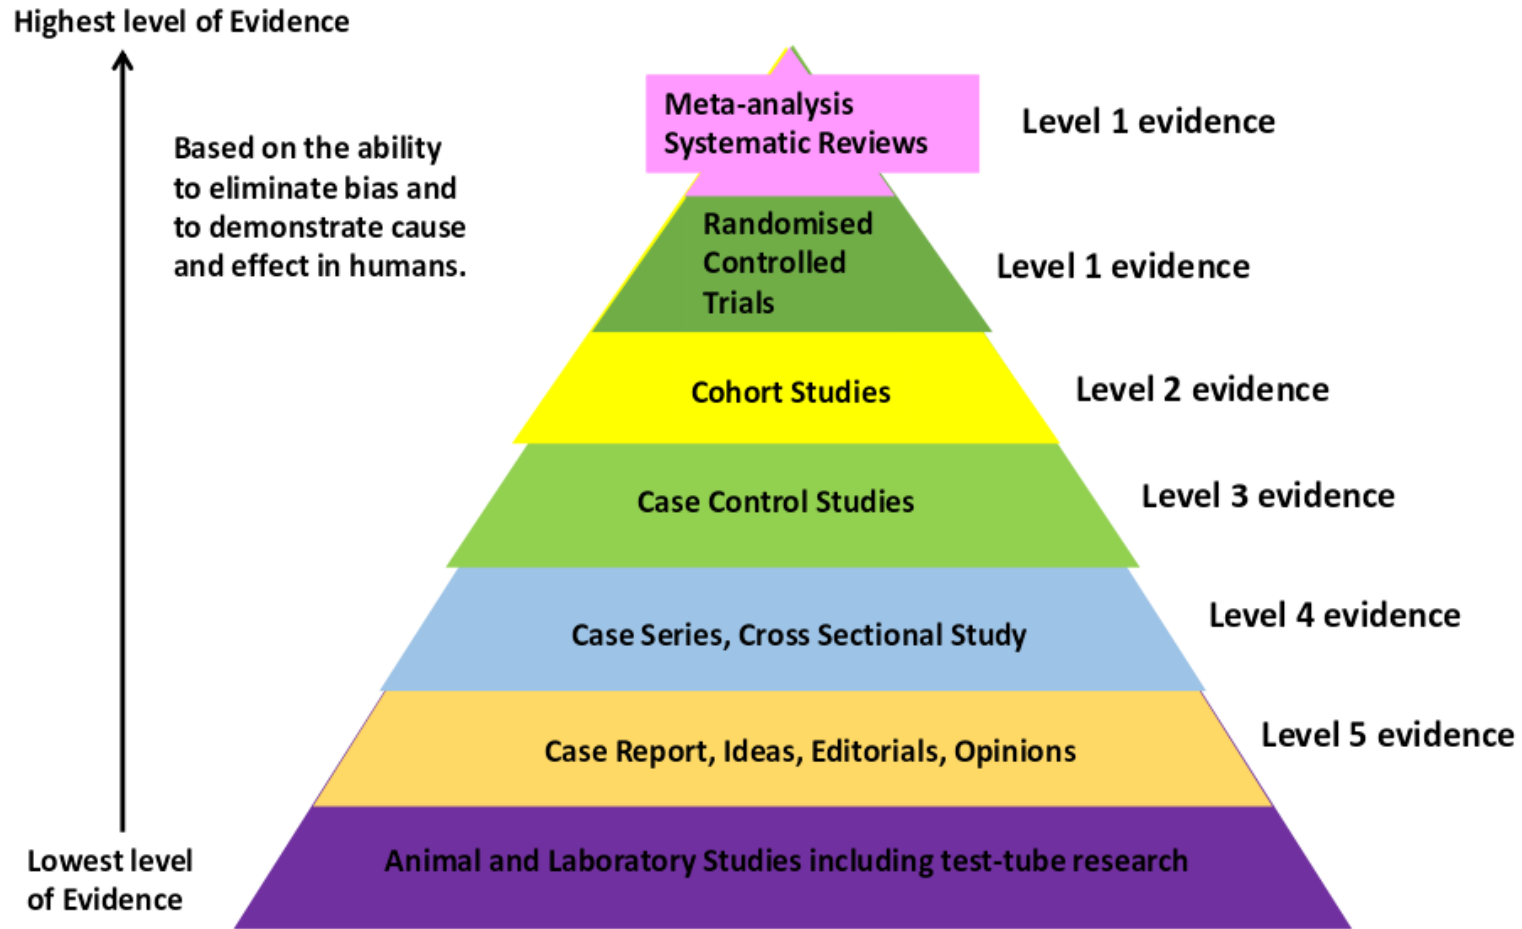 Highest level of Evidence
Based on the ability
to eliminate bias and
to demonstrate cause
and effect in humans.
Meta-analysis
Systematic Reviews
Level 1 evidence
Randomised
Controlled
Trials
Level 1 evidence
Cohort Studies
Level 2 evidence
Case Control Studies
Level 3 evidence
Case Series, Cross Sectional Study
Level 4 evidence
Case Report, Ideas, Editorials, Opinions
Level 5 evidence
Animal and Laboratory Studies including test-tube research
Lowest level
of Evidence